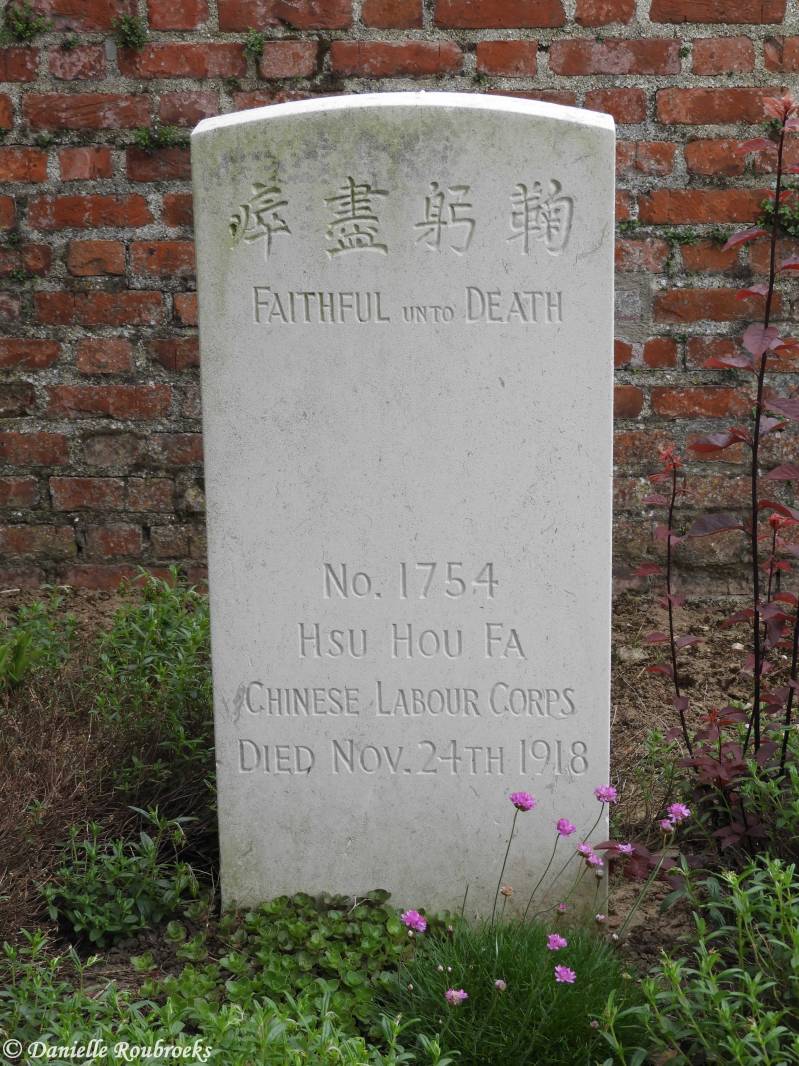 鞠躬盡瘁
FAITHFUL UNTO DEATH
No. 1754
HSU HOU FA
CHINESE LABOUR CORPS
DIED NOV. 24TH 1918
© Danielle Roubroeks